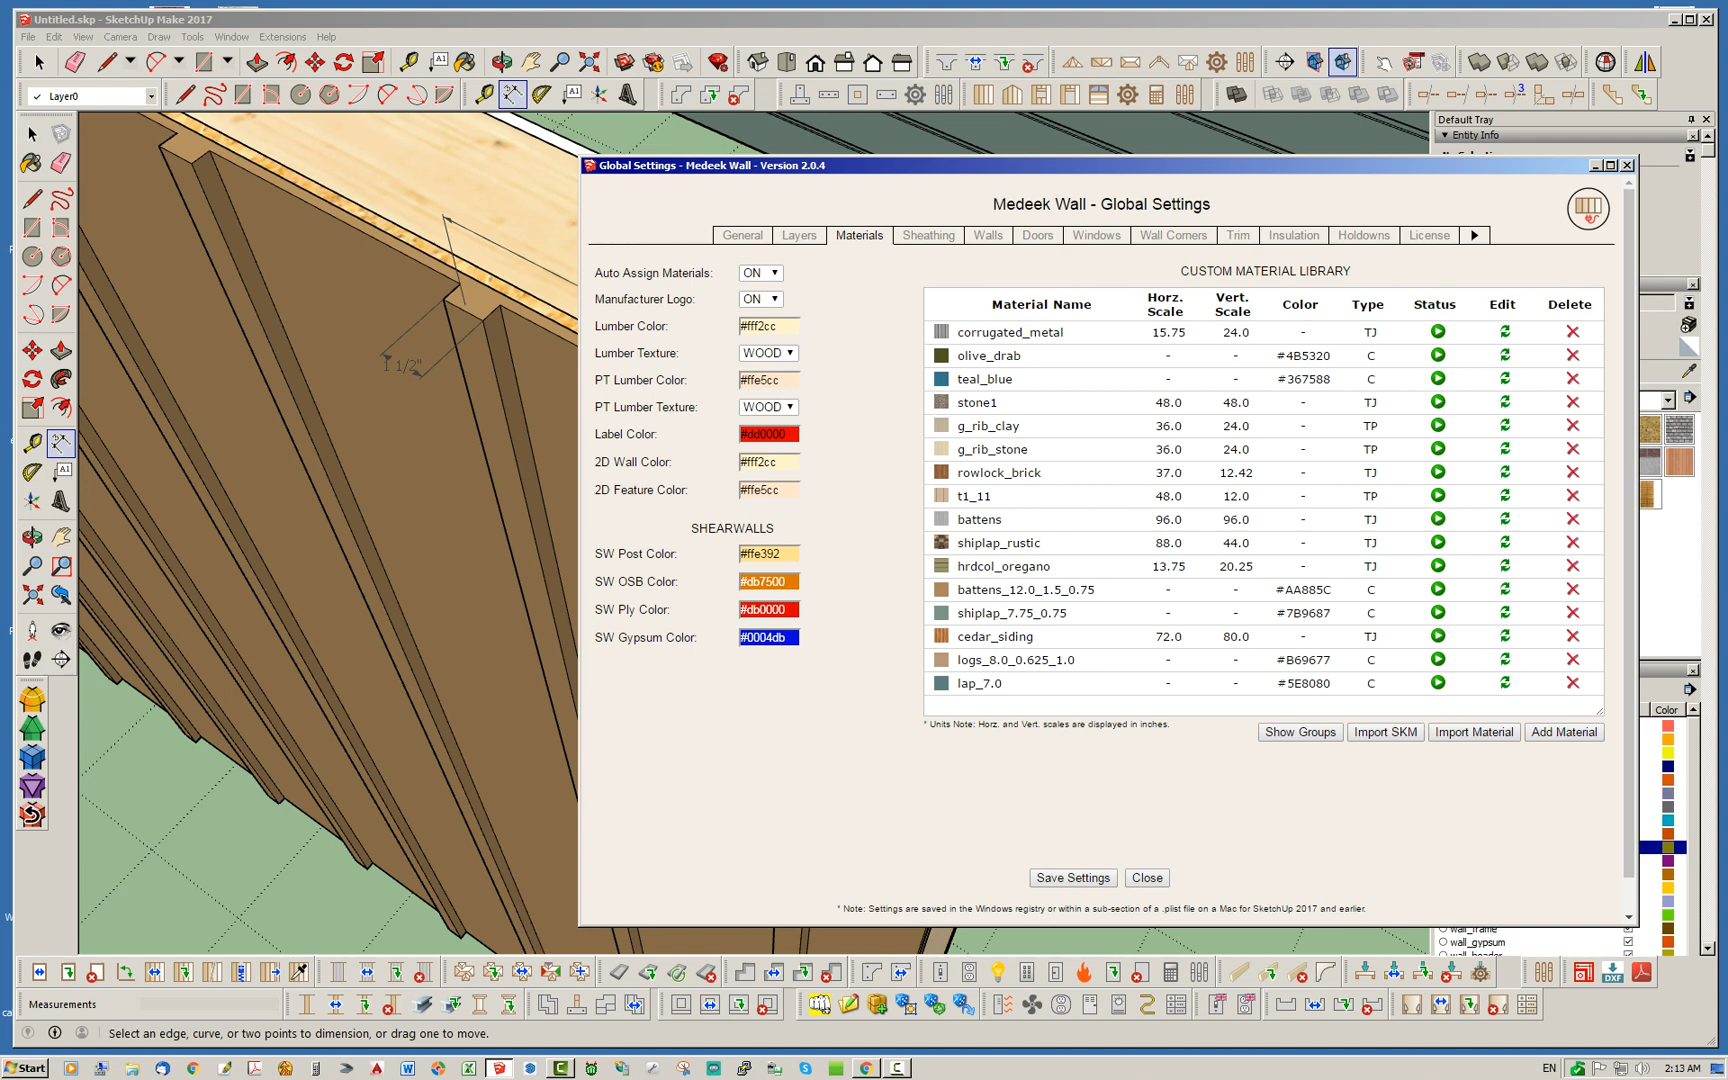 Untitled.skp - SketchUp Make 2017
File Edit View Camera Draw Tools Window Extensions Help
Layer0
Default Tray
Entity Info
1 1/2"
Global Settings - Medeek Wall - Version 2.0.4
Medeek Wall - Global Settings
General Layers Materials Sheathing Walls Doors Windows Wall Corners Trim Insulation Holdowns License
Auto Assign Materials: ON
Manufacturer Logo: ON
Lumber Color: #fff2cc
Lumber Texture: WOOD
PT Lumber Color: #ffe5cc
PT Lumber Texture: WOOD
Label Color: #dd0000
2D Wall Color: #fff2cc
2D Feature Color: #ffe5cc
SHEARWALLS
SW Post Color: #ffe392
SW OSB Color: #db7500
SW Ply Color: #db0000
SW Gypsum Color: #0004db
CUSTOM MATERIAL LIBRARY
Material Name Horz. Scale Vert. Scale Color Type Status Edit Delete
corrugated_metal 15.75 24.0 - TJ
olive_drab - - #4B5320 C
teal_blue - - #367588 C
stone1 48.0 48.0 - TJ
g_rib_clay 36.0 24.0 - TP
g_rib_stone 36.0 24.0 - TP
rowlock_brick 37.0 12.42 - TJ
t1_11 48.0 12.0 - TP
battens 96.0 96.0 - TJ
shiplap_rustic 88.0 44.0 - TJ
hrdcol_oregano 13.75 20.25 - TJ
battens_12.0_1.5_0.75 - - #AA885C C
shiplap_7.75_0.75 - - #7B9687 C
cedar_siding 72.0 80.0 - TJ
logs_8.0_0.625_1.0 - - #B69677 C
lap_7.0 - - #5E8080 C
* Units Note: Horz. and Vert. scales are displayed in inches.
Show Groups Import SKM Import Material Add Material
Save Settings Close
* Note: Settings are saved in the Windows registry or within a sub-section of a .plist file on a Mac for SketchUp 2017 and earlier.
Color
wall_frame
wall_gypsum
Measurements
Select an edge, curve, or two points to dimension, or drag one to move.
Start
EN
2:13 AM